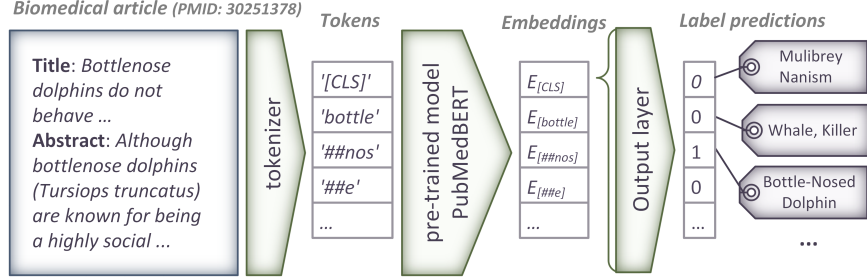 Biomedical article (PMID: 30251378)
Title: Bottlenose
dolphins do not
behave ...
Abstract: Although
bottlenose dolphins
(Tursiops truncatus)
are known for being
a highly social ...
tokenizer
Tokens
'[CLS]'
'bottle'
'##nos'
'##e'
...
pre-trained model
PubMedBERT
Embeddings
E[CLS]
E[bottle]
E[##nos]
E[##e]
...
Output layer
Label predictions
0
0
1
0
...
Mulibrey
Nanism
Whale, Killer
Bottle-Nosed
Dolphin
...